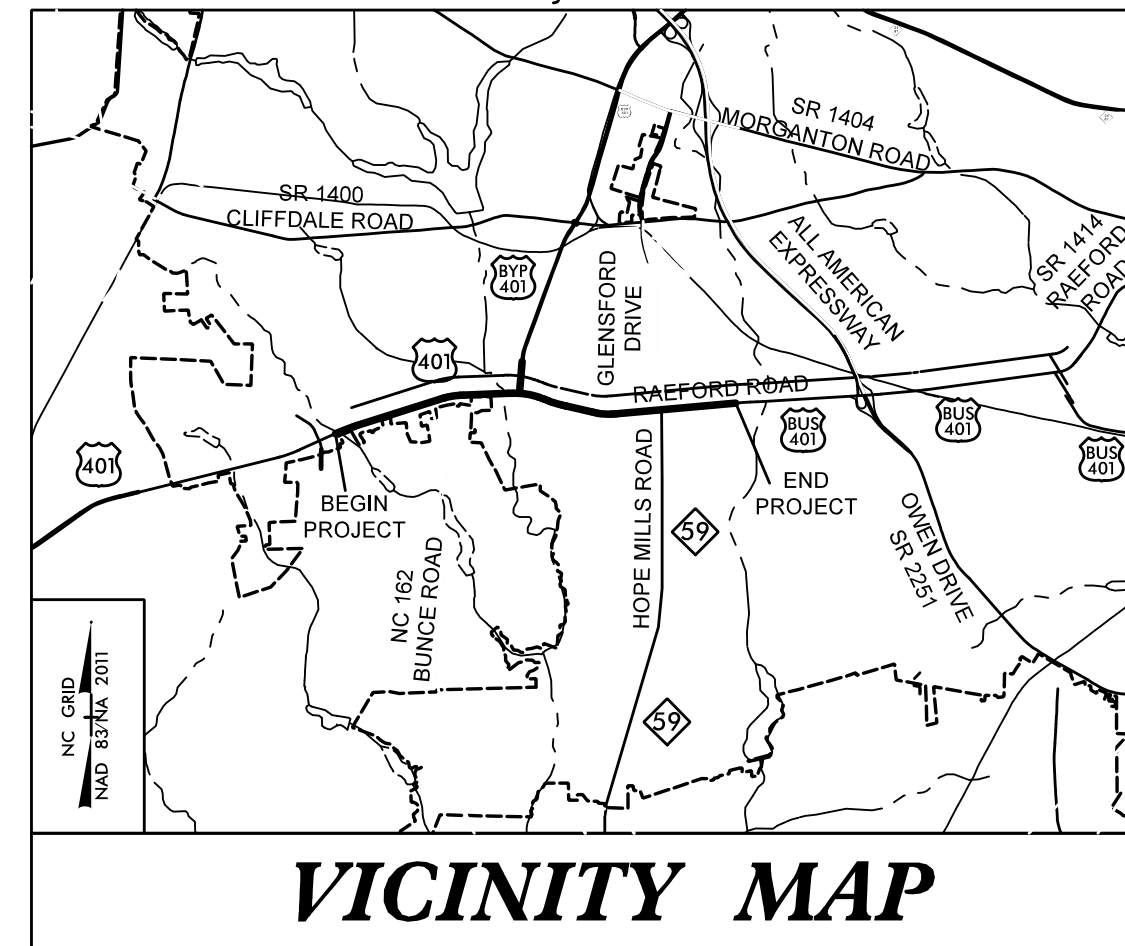 SR 1404
MORGANTON ROAD
SR 1400
CLIFFDALE ROAD
BYP
401
GLENSFORD
DRIVE
ALL AMERICAN
EXPRESSWAY
SR 1414
RAEFORD
ROAD
401
RAEFORD ROAD
BUS
401
BUS
401
BUS
401
401
BEGIN
PROJECT
END
PROJECT
HOPE MILLS ROAD
59
OWEN DRIVE
SR 2251
NC 162
BUNCE ROAD
59
NC GRID
NAD 83/NA 2011
VICINITY MAP